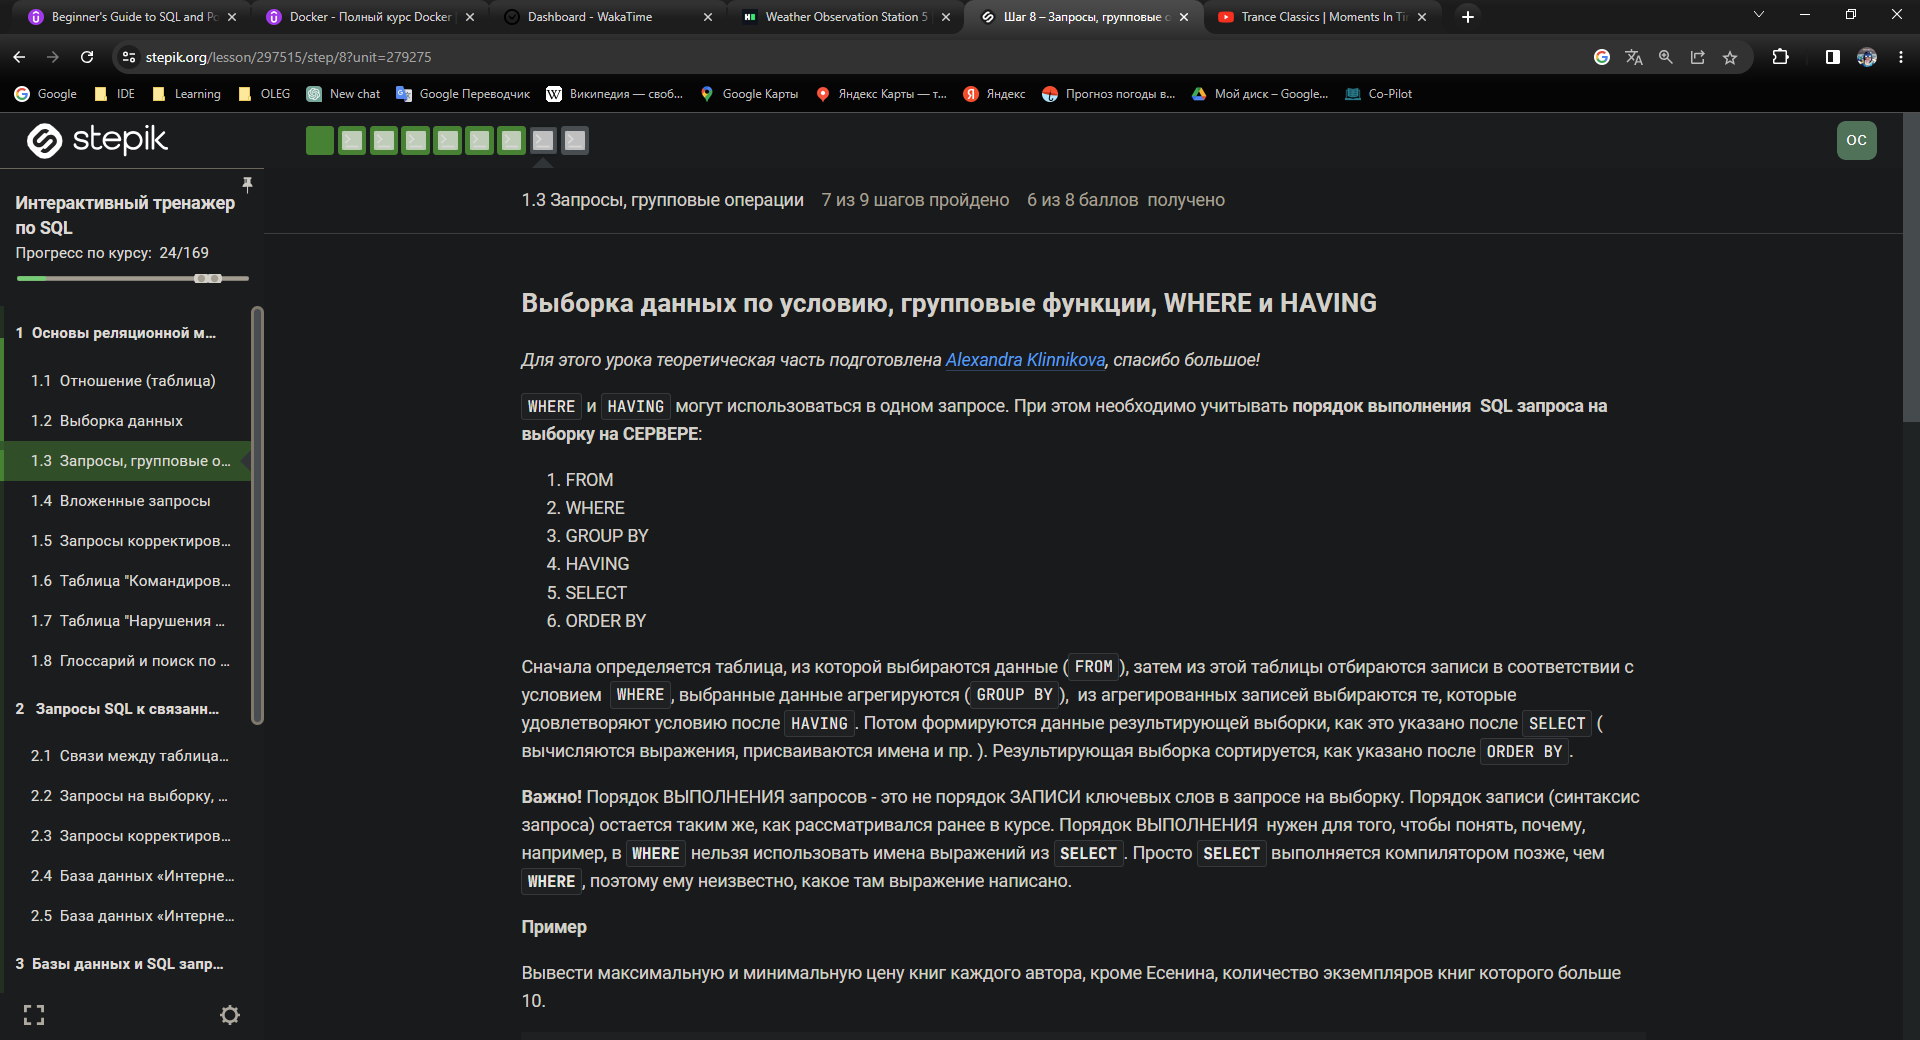 Beginner's Guide to SQL and Po
Docker - Полный курс Docker
Dashboard - WakaTime
Weather Observation Station 5
Шаг 8 – Запросы, групповые о
Trance Classics | Moments In Ti
stepik.org/lesson/297515/step/8?unit=279275
Google
IDE
Learning
OLEG
New chat
Google Переводчик
Википедия — своб...
Google Карты
Яндекс Карты — т...
Яндекс
Прогноз погоды в...
Мой диск – Google...
Co-Pilot
stepik
OC
Интерактивный тренажер
по SQL
Прогресс по курсу: 24/169
1 Основы реляционной м...
1.1 Отношение (таблица)
1.2 Выборка данных
1.3 Запросы, групповые о...
1.4 Вложенные запросы
1.5 Запросы корректиров...
1.6 Таблица "Командиров...
1.7 Таблица "Нарушения ...
1.8 Глоссарий и поиск по ...
2 Запросы SQL к связанн...
2.1 Связи между таблица...
2.2 Запросы на выборку, ...
2.3 Запросы корректиров...
2.4 База данных «Интерне...
2.5 База данных «Интерне...
3 Базы данных и SQL запр...
1.3 Запросы, групповые операции 7 из 9 шагов пройдено 6 из 8 баллов получено
Выборка данных по условию, групповые функции, WHERE и HAVING
Для этого урока теоретическая часть подготовлена Alexandra Klinnikova, спасибо большое!
WHERE и HAVING могут использоваться в одном запросе. При этом необходимо учитывать порядок выполнения SQL запроса на
выборку на СЕРВЕРЕ:
1. FROM
2. WHERE
3. GROUP BY
4. HAVING
5. SELECT
6. ORDER BY
Сначала определяется таблица, из которой выбираются данные (FROM), затем из этой таблицы отбираются записи в соответствии с
условием WHERE, выбранные данные агрегируются (GROUP BY), из агрегированных записей выбираются те, которые
удовлетворяют условию после HAVING. Потом формируются данные результирующей выборки, как это указано после SELECT (
вычисляются выражения, присваиваются имена и пр. ). Результирующая выборка сортируется, как указано после ORDER BY.
Важно! Порядок ВЫПОЛНЕНИЯ запросов - это не порядок ЗАПИСИ ключевых слов в запросе на выборку. Порядок записи (синтаксис
запроса) остается таким же, как рассматривался ранее в курсе. Порядок ВЫПОЛНЕНИЯ нужен для того, чтобы понять, почему,
например, в WHERE нельзя использовать имена выражений из SELECT. Просто SELECT выполняется компилятором позже, чем
WHERE, поэтому ему неизвестно, какое там выражение написано.
Пример
Вывести максимальную и минимальную цену книг каждого автора, кроме Есенина, количество экземпляров книг которого больше
10.